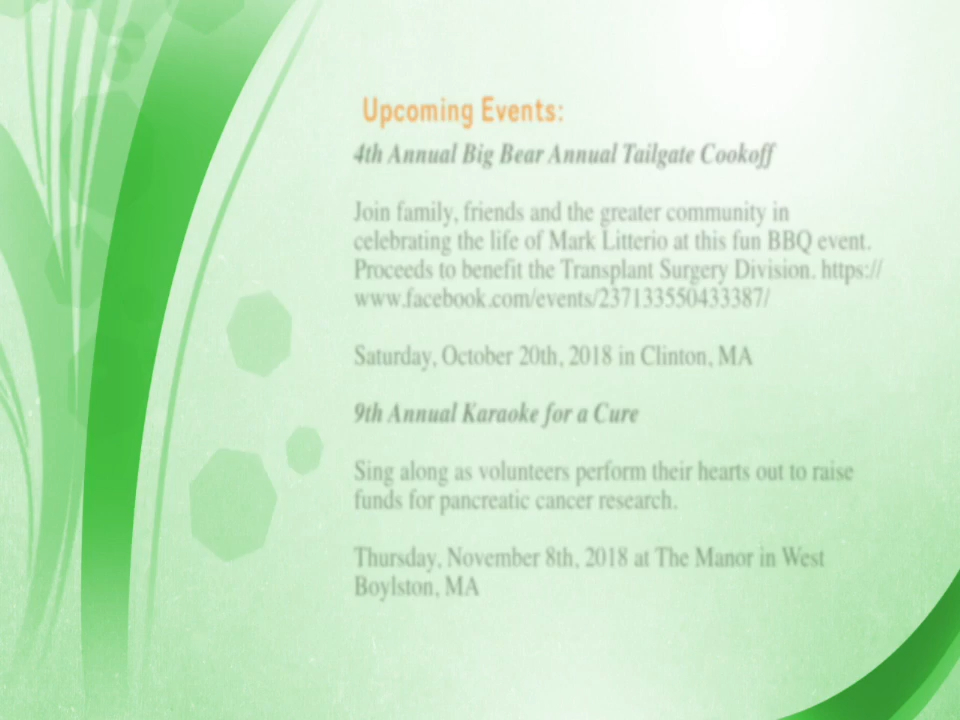 Upcoming Events:
4th Annual Big Bear Annual Tailgate Cookoff
Join family, friends and the greater community in
celebrating the life of Mark Litterio at this fun BBQ event.
Proceeds to benefit the Transplant Surgery Division. https://
www.facebook.com/events/237133550433387/
Saturday, October 20th, 2018 in Clinton, MA
9th Annual Karaoke for a Cure
Sing along as volunteers perform their hearts out to raise
funds for pancreatic cancer research.
Thursday, November 8th, 2018 at The Manor in West
Boylston, MA